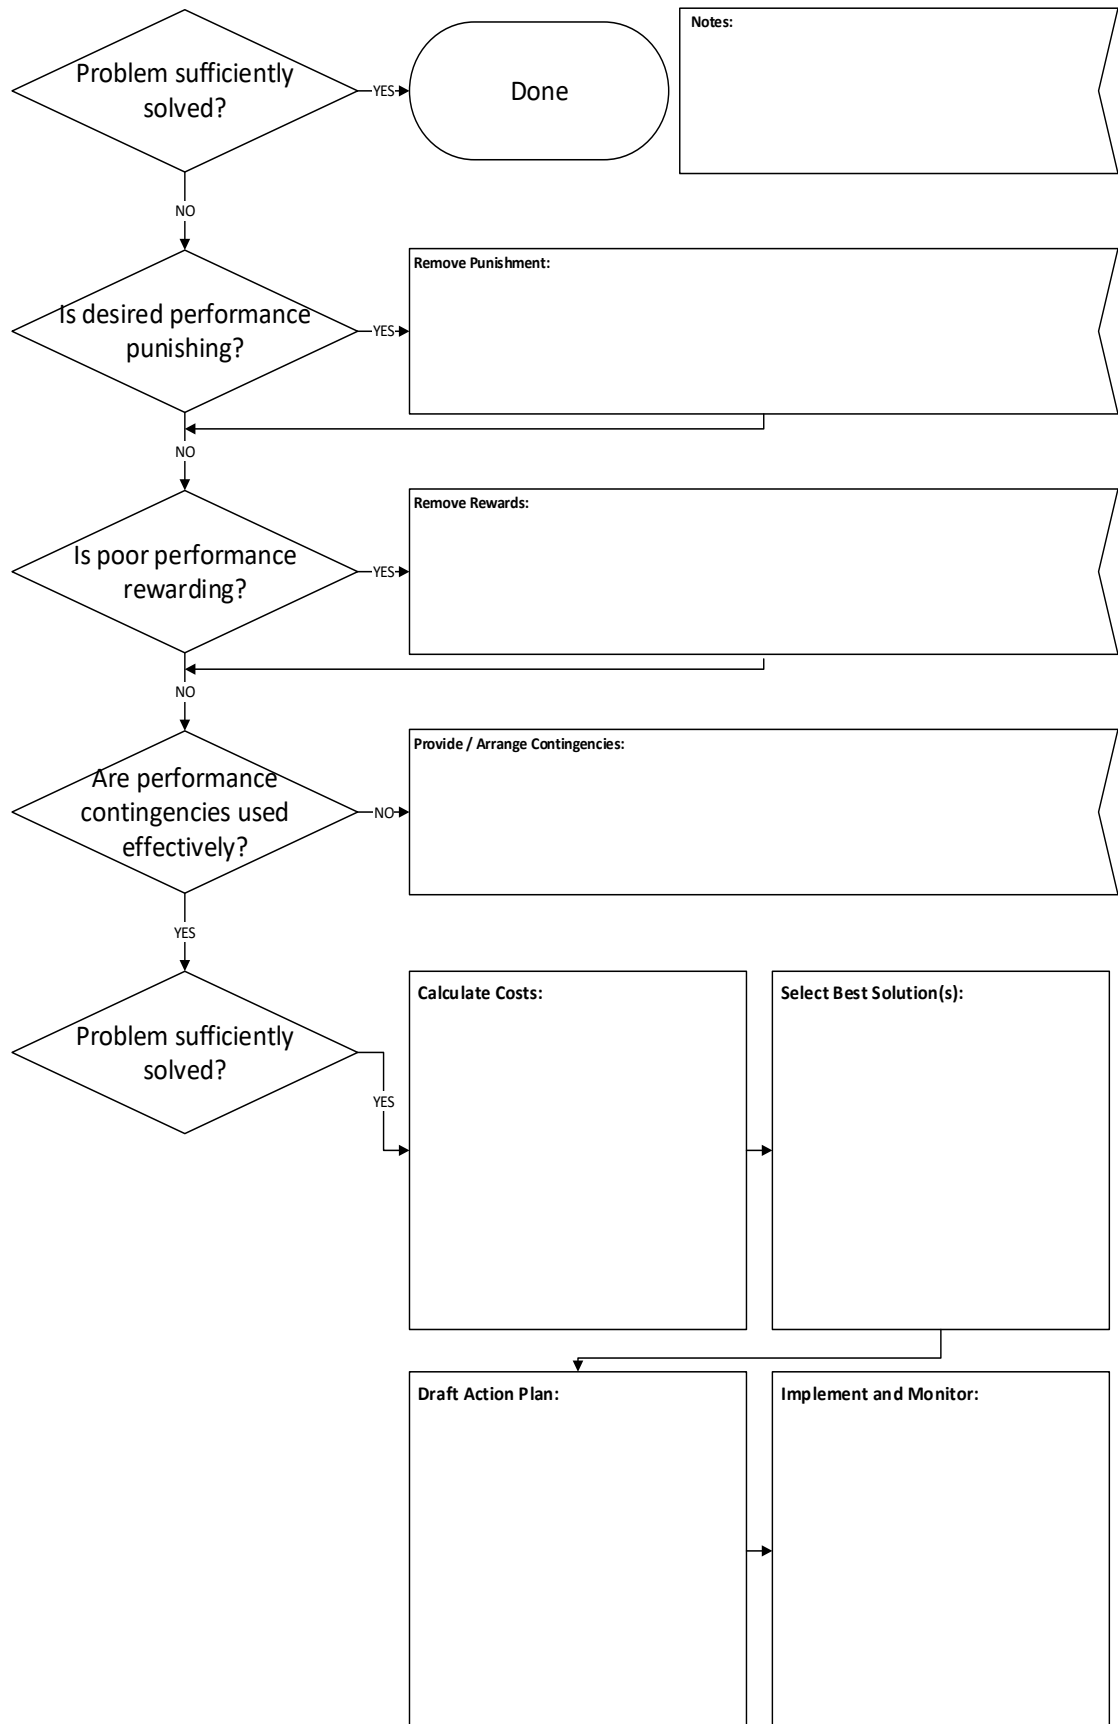 Problem sufficiently
solved?
YES
Done
Notes:
NO
Is desired performance
punishing?
YES
Remove Punishment:
NO
Is poor performance
rewarding?
YES
Remove Rewards:
NO
Are performance
contingencies used
effectively?
NO
Provide / Arrange Contingencies:
YES
Problem sufficiently
solved?
YES
Calculate Costs:
Select Best Solution(s):
Draft Action Plan:
Implement and Monitor: